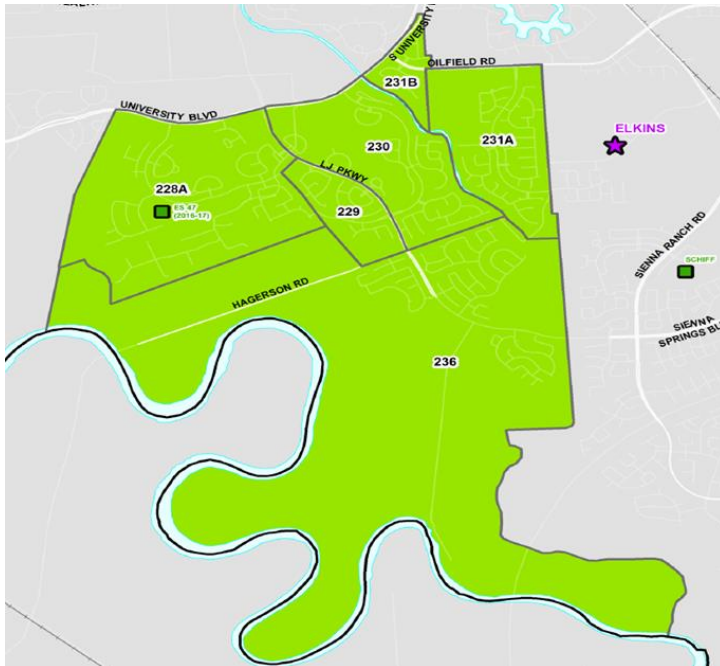 S UNIVERSITY B
OILFIELD RD
231B
UNIVERSITY BLVD
ELKINS
230
231A
LJ PKWY
228A
ES 47
(2016-17)
229
SIENNA RANCH RD
SCHIFF
HAGERSON RD
SIENNA
SPRINGS BL
236